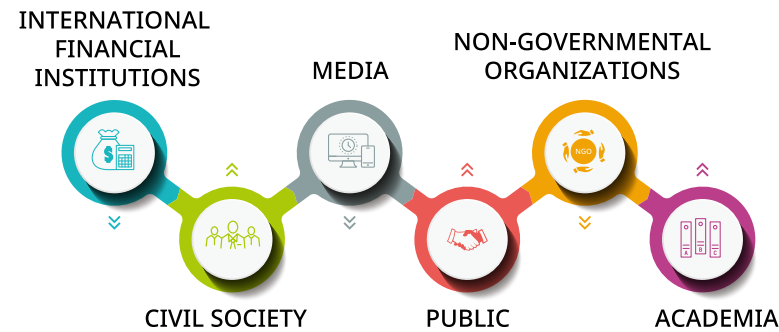 INTERNATIONAL
FINANCIAL
INSTITUTIONS
MEDIA
NON-GOVERNMENTAL
ORGANIZATIONS
$
NGO
A
B
C
CIVIL SOCIETY
PUBLIC
ACADEMIA